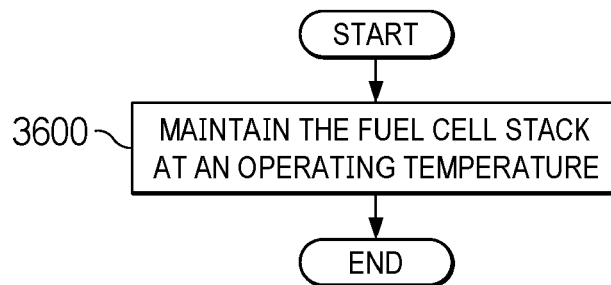 START
3600
MAINTAIN THE FUEL CELL STACK
AT AN OPERATING TEMPERATURE
END